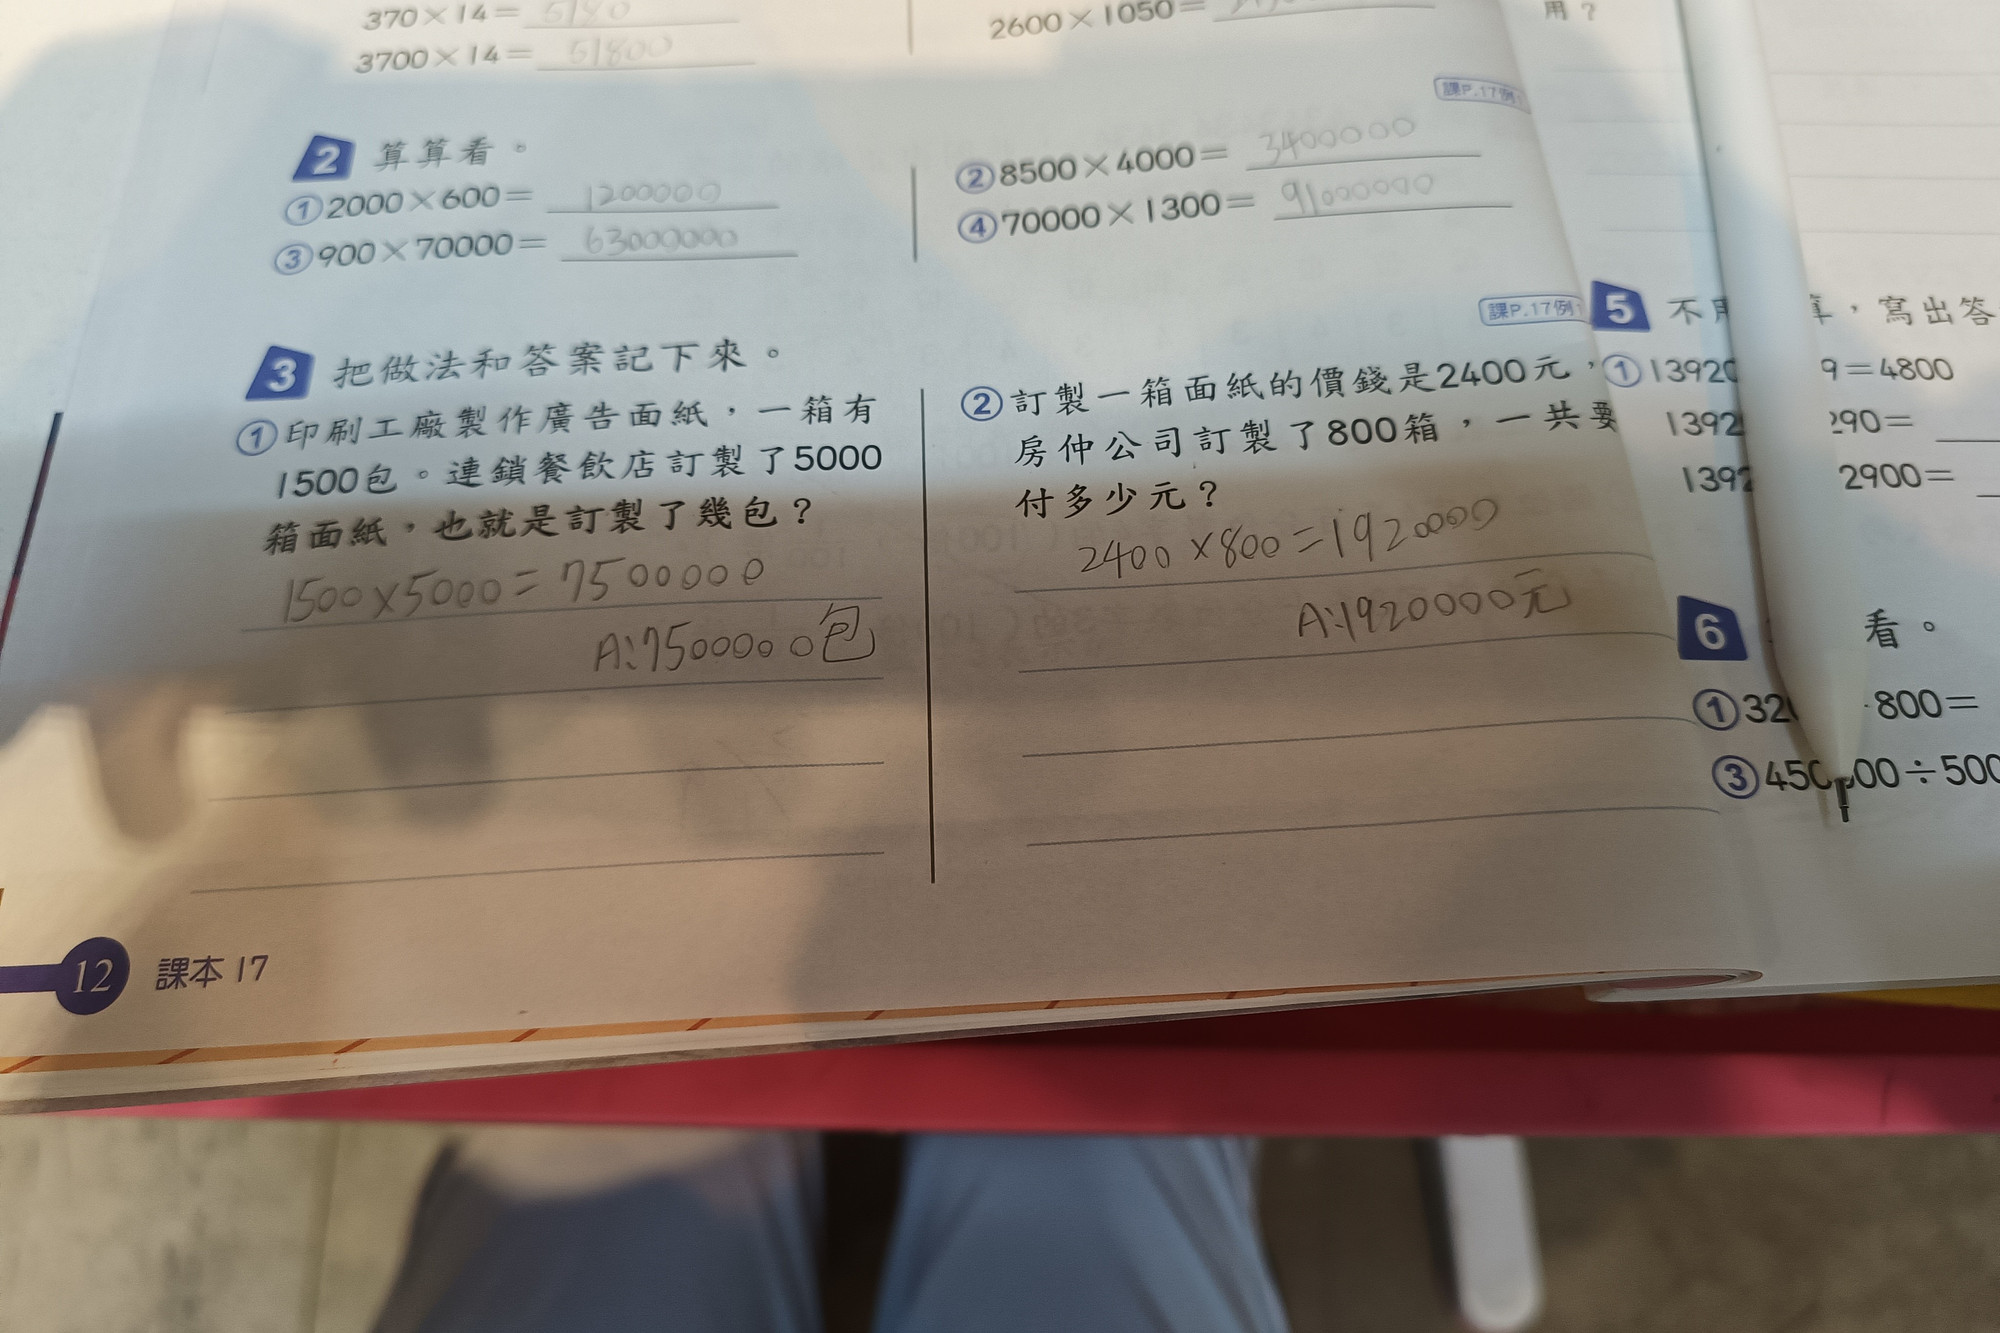 370×14= 5180
3700×14= 51800
2600×1050=
用？
課P.17例
2 算算看。
①2000×600= 1200000
②8500×4000= 3400000
③900×70000= 63000000
④70000×1300= 91000000
課P.17例
3 把做法和答案記下來。
①印刷工廠製作廣告面紙，一箱有
1500包。連鎖餐飲店訂製了5000
箱面紙，也就是訂製了幾包？
1500×5000=7500000
A:7500000包
②訂製一箱面紙的價錢是2400元，
房仲公司訂製了800箱，一共要
付多少元？
2400×800=1920000
A:1920000元
12 課本17
5 不 ，寫出答
①1392 9=4800
1392 290=
1392 2900=
6 看。
①32 800=
③450 00÷500